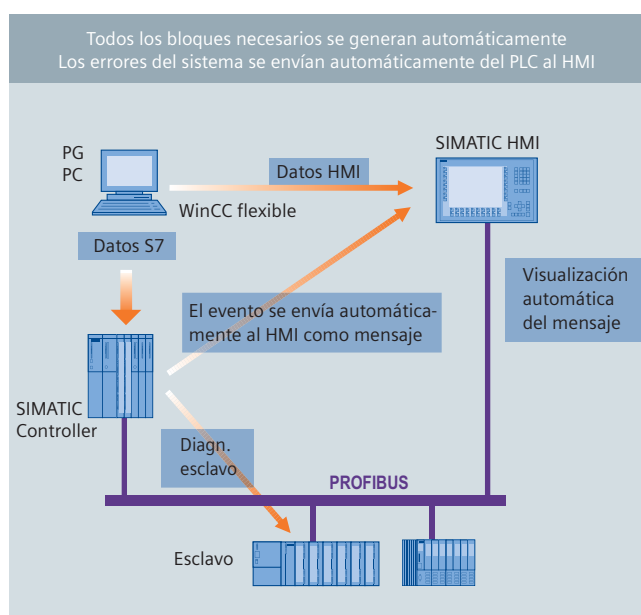 Todos los bloques necesarios se generan automáticamente
Los errores del sistema se envían automáticamente del PLC al HMI
PG
PC
SIMATIC HMI
Datos HMI
WinCC flexible
Datos S7
El evento se envía automática-
mente al HMI como mensaje
Visualización
automática
del mensaje
SIMATIC
Controller
Diagn.
esclavo
PROFIBUS
Esclavo